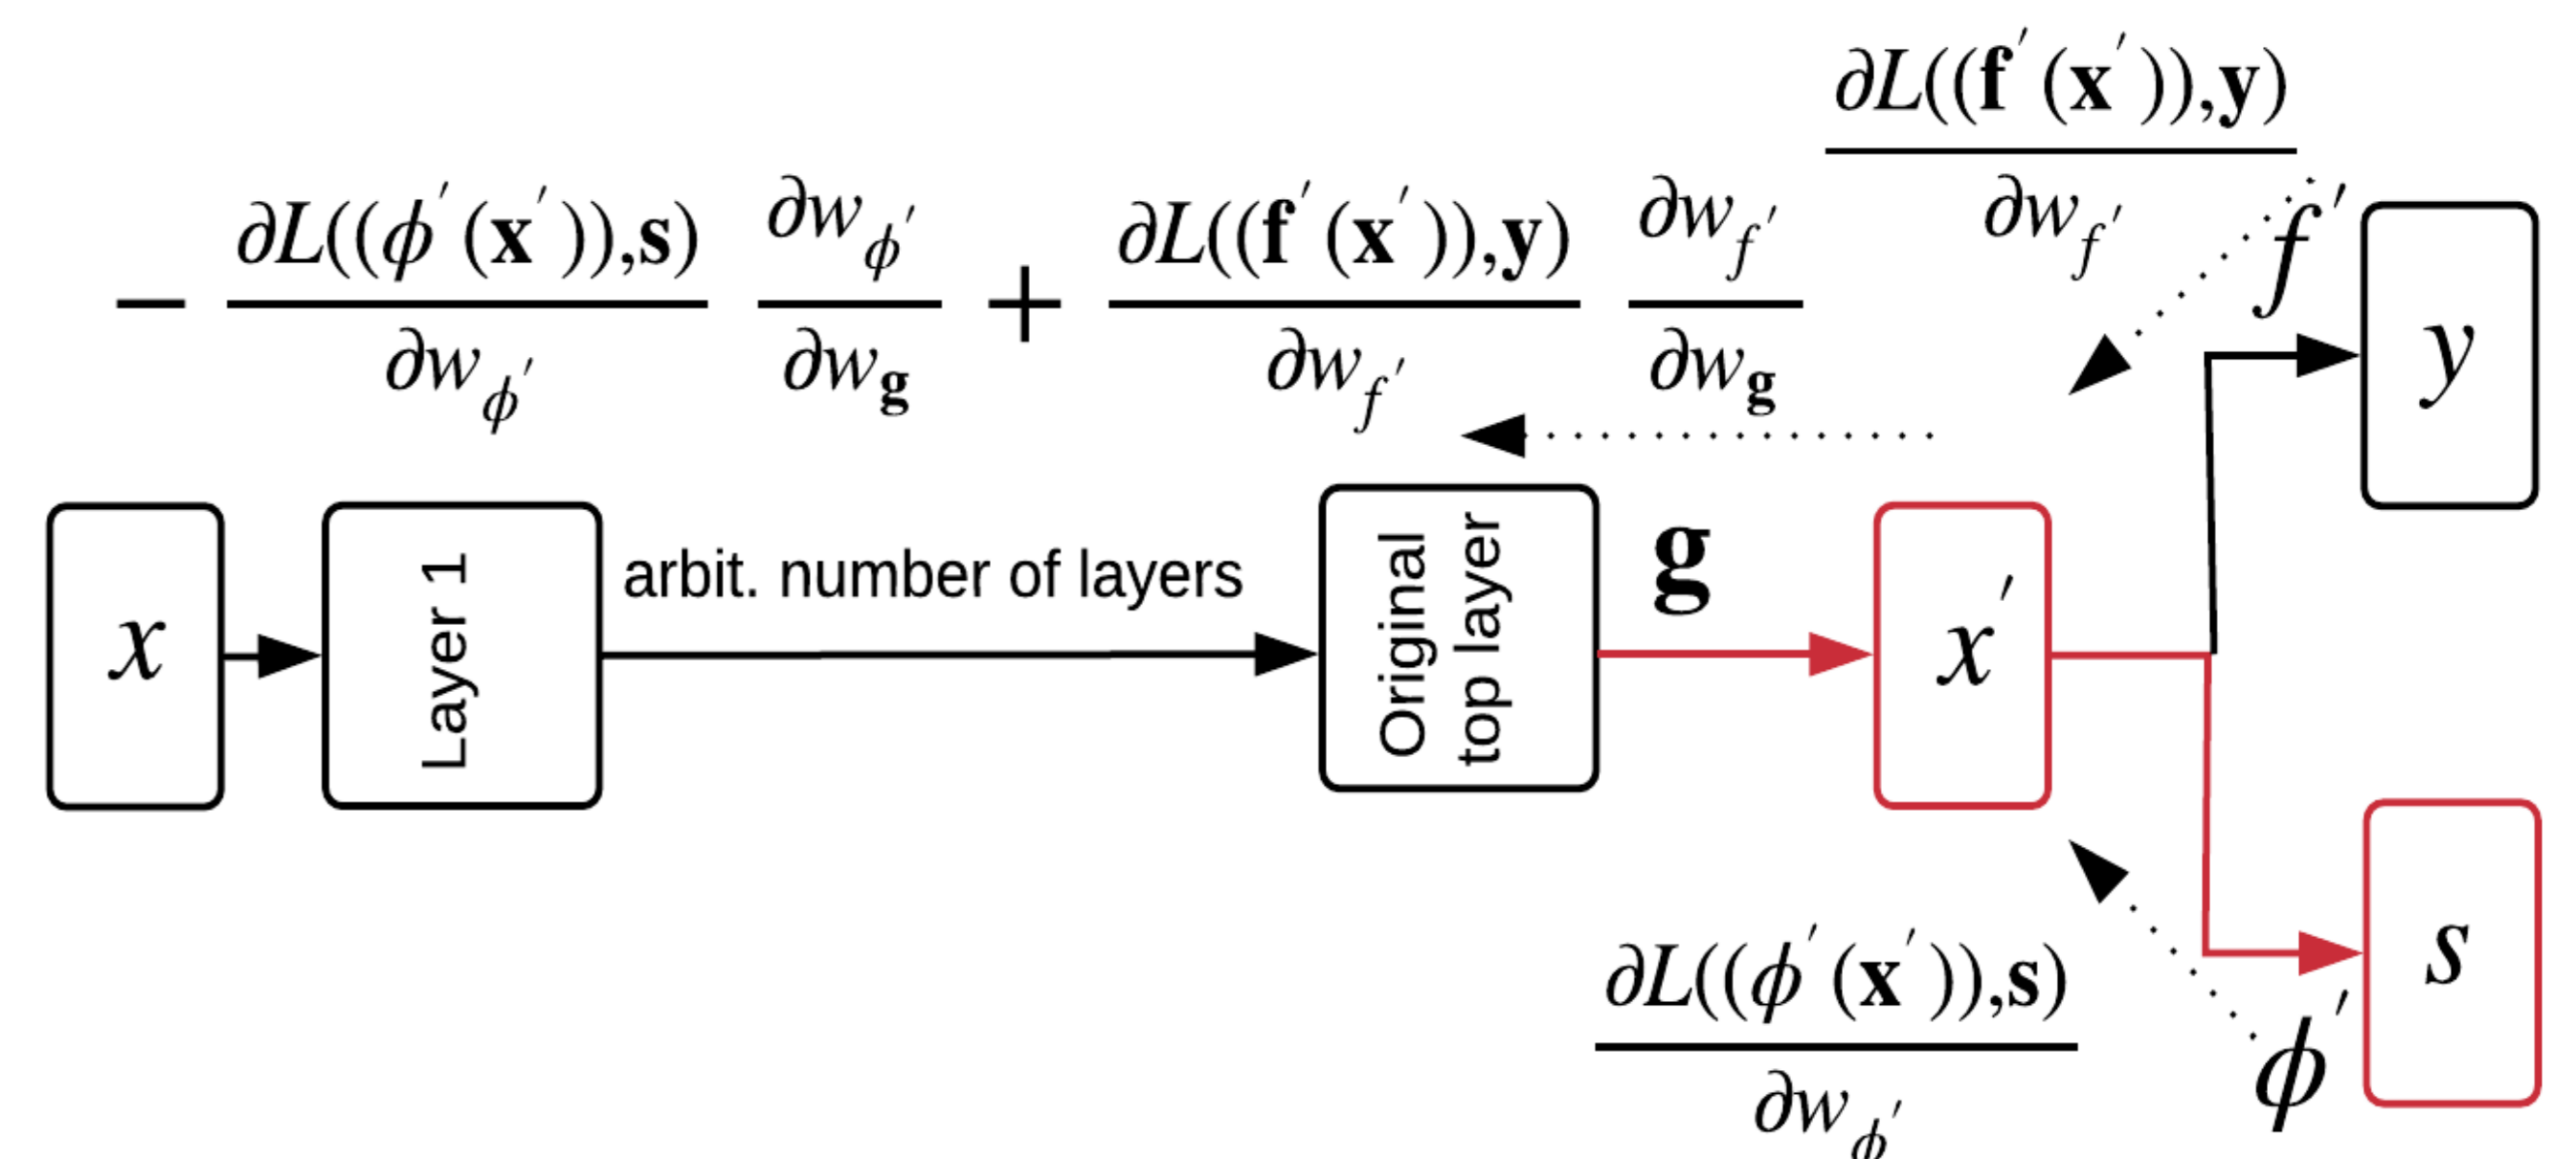 ∂L((f′(x′)),y)
∂w_f′
− ∂L((ϕ′(x′)),s) ∂w_ϕ′ + ∂L((f′(x′)),y) ∂w_f′
∂w_ϕ′ ∂w_g ∂w_f′ ∂w_g
f′
y
x
Layer 1
arbit. number of layers
Original
top layer
g
x′
∂L((ϕ′(x′)),s)
∂w_ϕ′
ϕ′
s